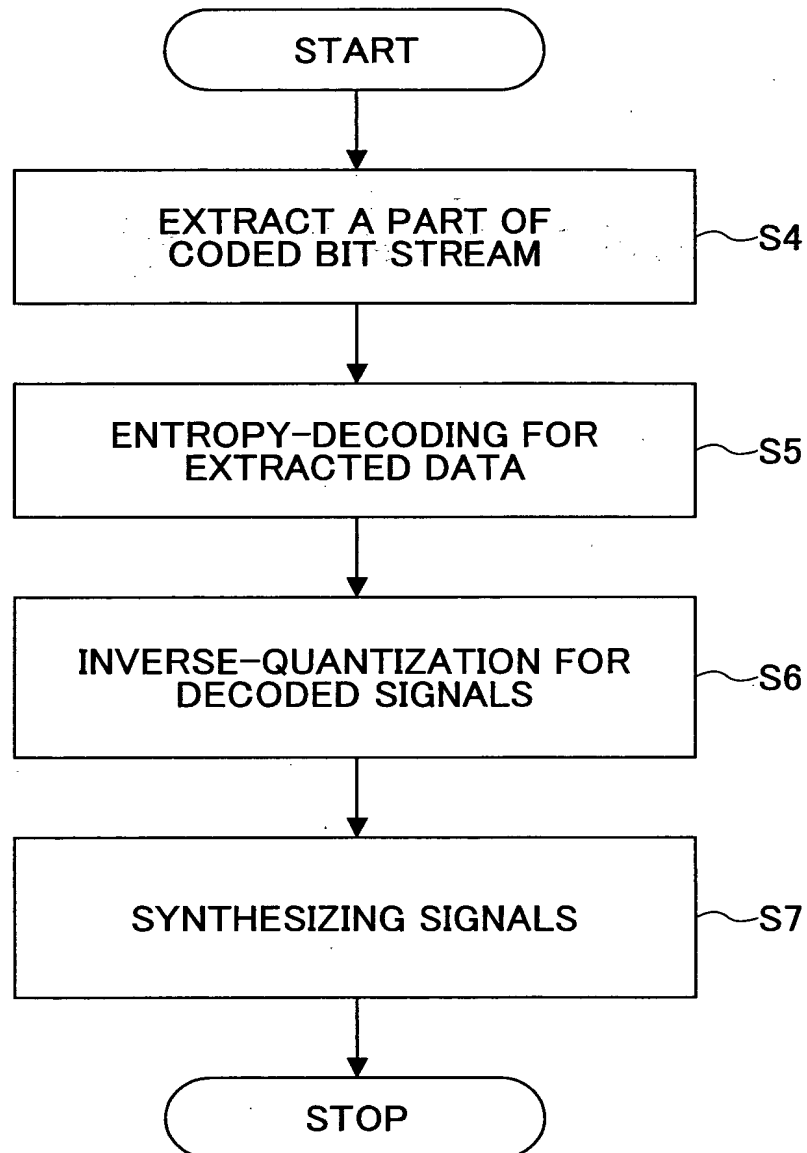 START
EXTRACT A PART OF
CODED BIT STREAM
S4
ENTROPY-DECODING FOR
EXTRACTED DATA
S5
INVERSE-QUANTIZATION FOR
DECODED SIGNALS
S6
SYNTHESIZING SIGNALS
S7
STOP